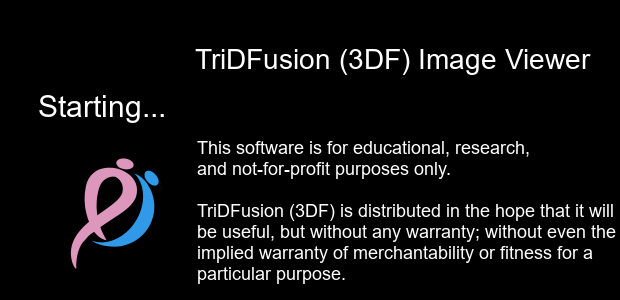 TriDFusion (3DF) Image Viewer
Starting...
This software is for educational, research,
and not-for-profit purposes only.
TriDFusion (3DF) is distributed in the hope that it will
be useful, but without any warranty; without even the
implied warranty of merchantability or fitness for a
particular purpose.